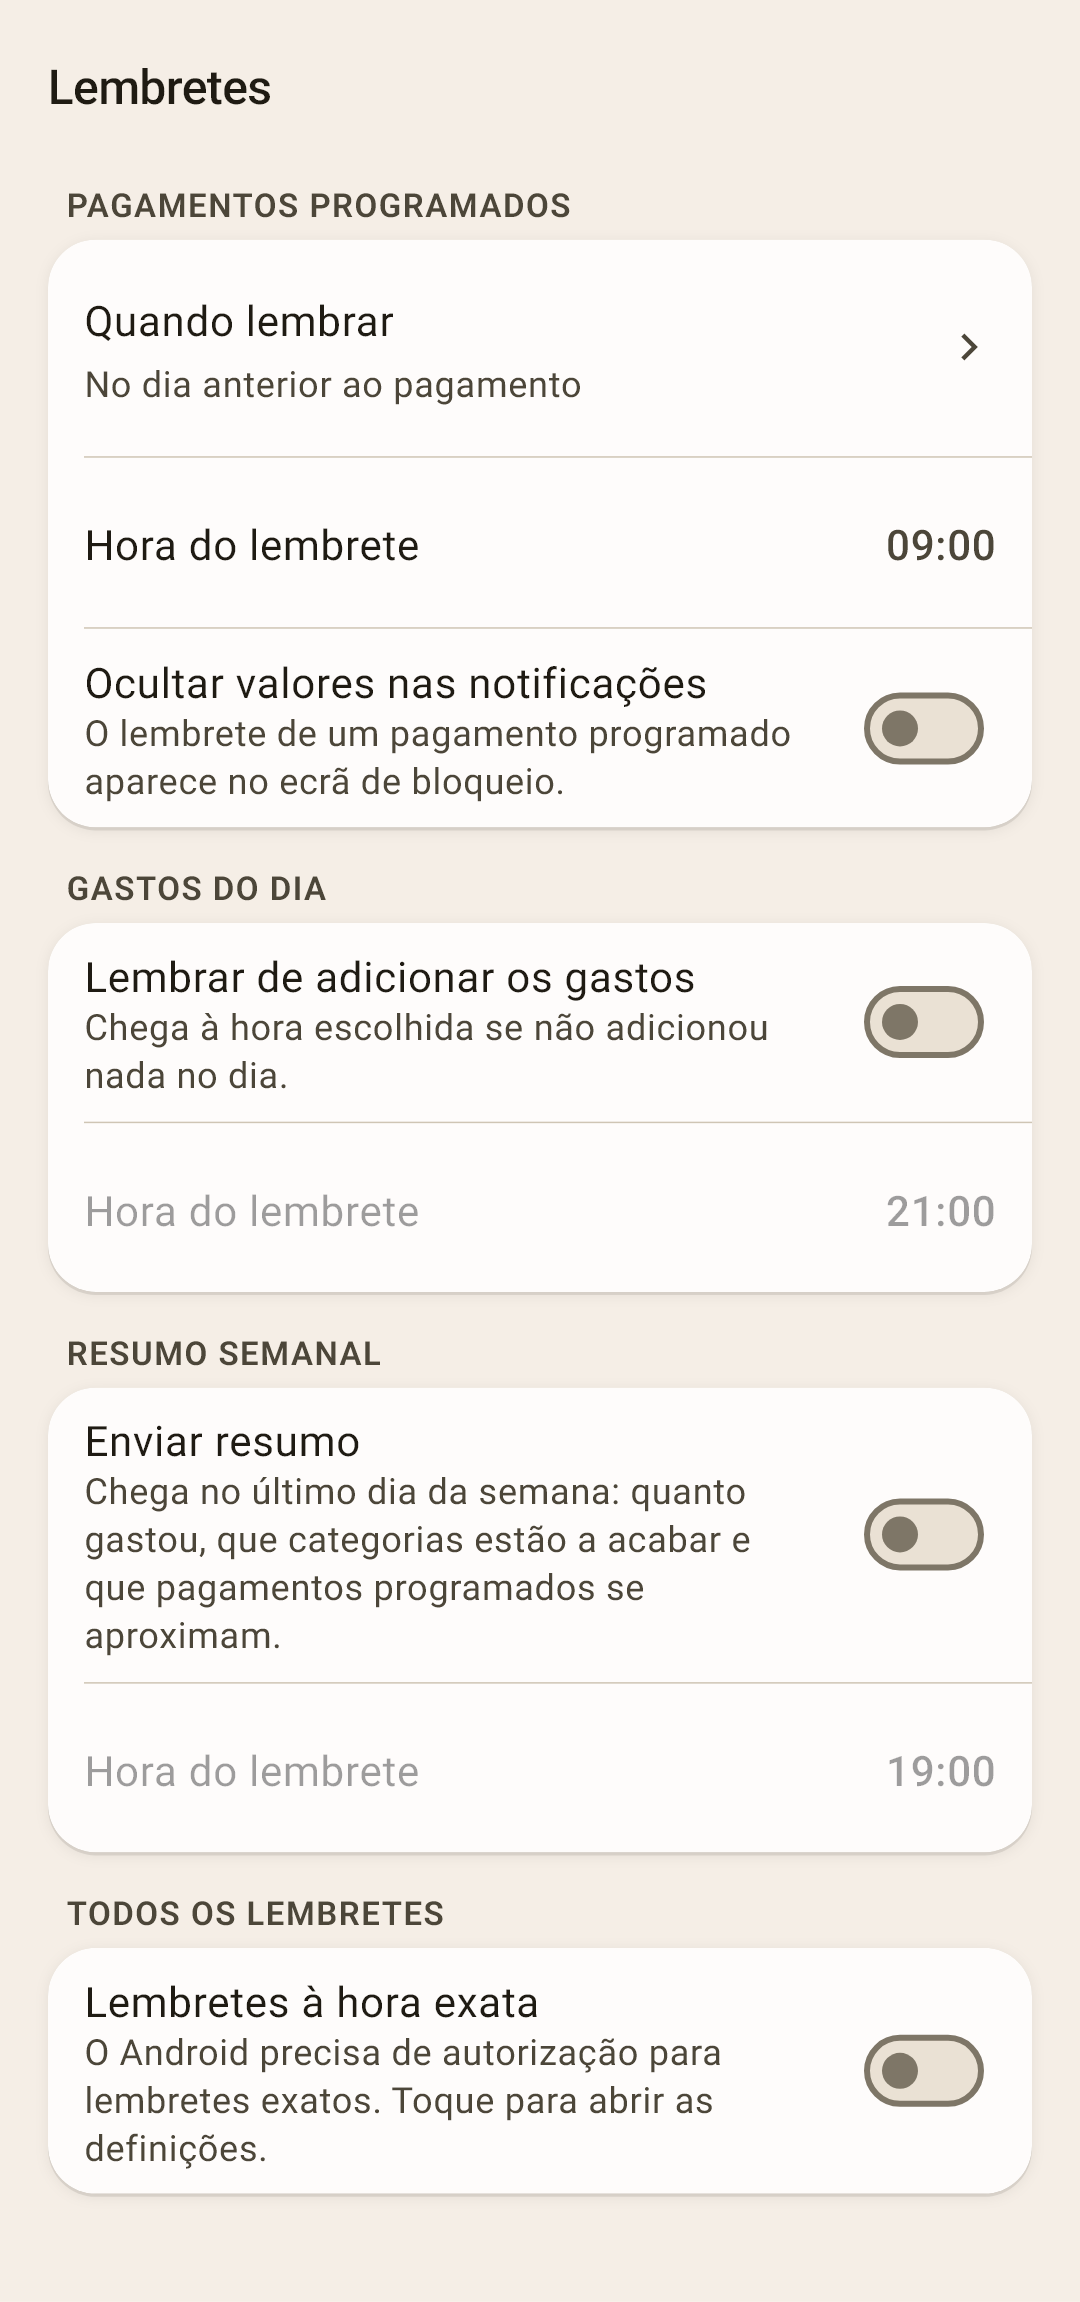 Lembretes
PAGAMENTOS PROGRAMADOS
Quando lembrar
No dia anterior ao pagamento
Hora do lembrete
09:00
Ocultar valores nas notificações
O lembrete de um pagamento programado
aparece no ecrã de bloqueio.
GASTOS DO DIA
Lembrar de adicionar os gastos
Chega à hora escolhida se não adicionou
nada no dia.
Hora do lembrete
21:00
RESUMO SEMANAL
Enviar resumo
Chega no último dia da semana: quanto
gastou, que categorias estão a acabar e
que pagamentos programados se
aproximam.
Hora do lembrete
19:00
TODOS OS LEMBRETES
Lembretes à hora exata
O Android precisa de autorização para
lembretes exatos. Toque para abrir as
definições.